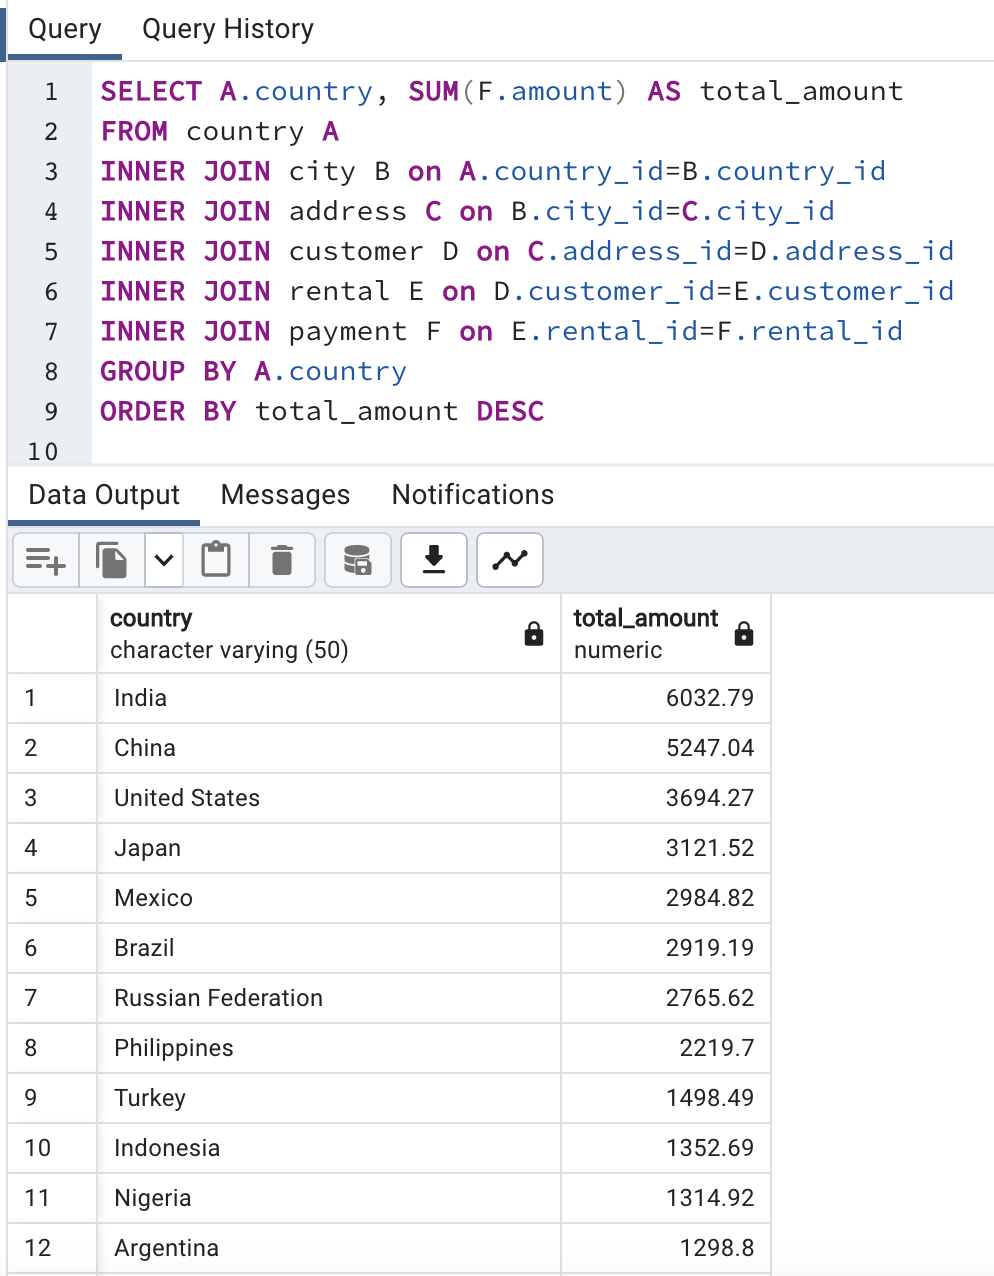 Query Query History
1 SELECT A.country, SUM(F.amount) AS total_amount
2 FROM country A
3 INNER JOIN city B on A.country_id=B.country_id
4 INNER JOIN address C on B.city_id=C.city_id
5 INNER JOIN customer D on C.address_id=D.address_id
6 INNER JOIN rental E on D.customer_id=E.customer_id
7 INNER JOIN payment F on E.rental_id=F.rental_id
8 GROUP BY A.country
9 ORDER BY total_amount DESC
10
Data Output Messages Notifications
country total_amount
character varying (50) numeric
1 India 6032.79
2 China 5247.04
3 United States 3694.27
4 Japan 3121.52
5 Mexico 2984.82
6 Brazil 2919.19
7 Russian Federation 2765.62
8 Philippines 2219.7
9 Turkey 1498.49
10 Indonesia 1352.69
11 Nigeria 1314.92
12 Argentina 1298.8